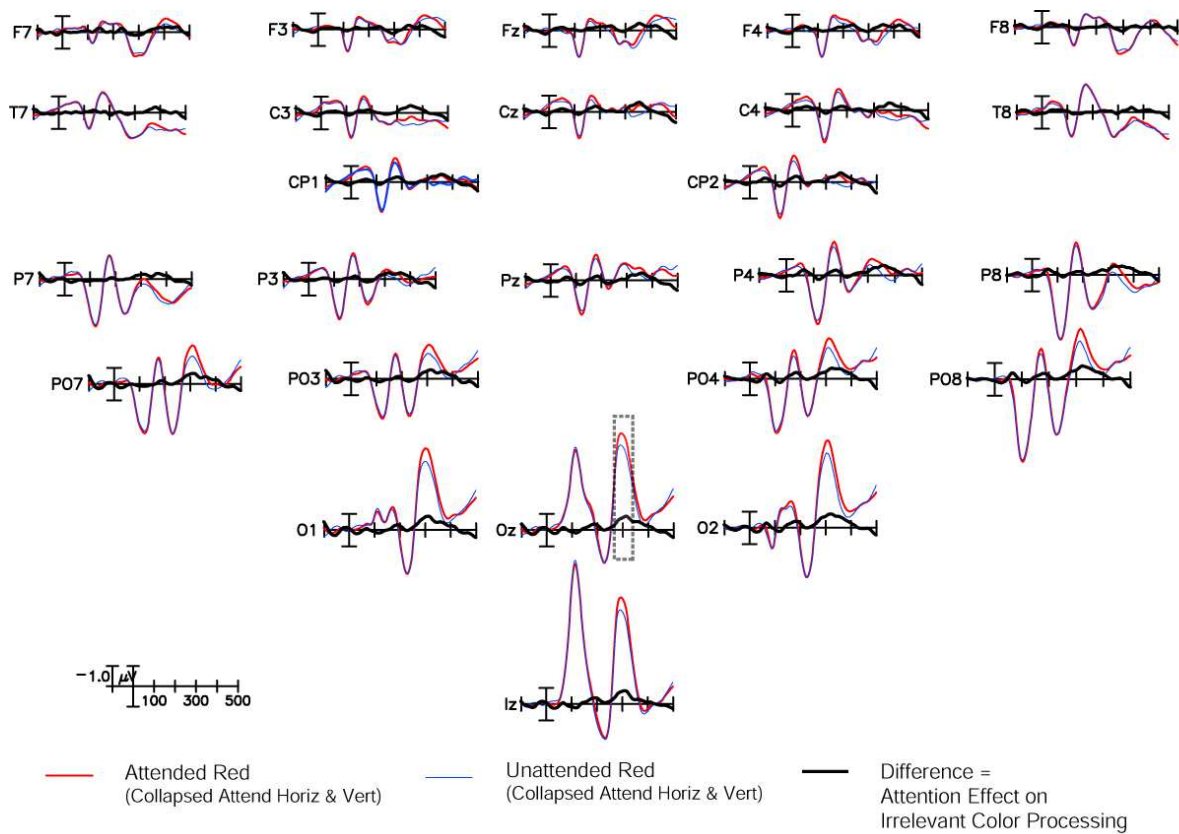 F7 F3 Fz F4 F8
T7 C3 Cz C4 T8
CP1 CP2
P7 P3 Pz P4 P8
PO7 PO3 PO4 PO8
O1 Oz O2
Iz
−1.0 μV
100 300 500
Attended Red Unattended Red Difference =
(Collapsed Attend Horiz & Vert) (Collapsed Attend Horiz & Vert) Attention Effect on
Irrelevant Color Processing